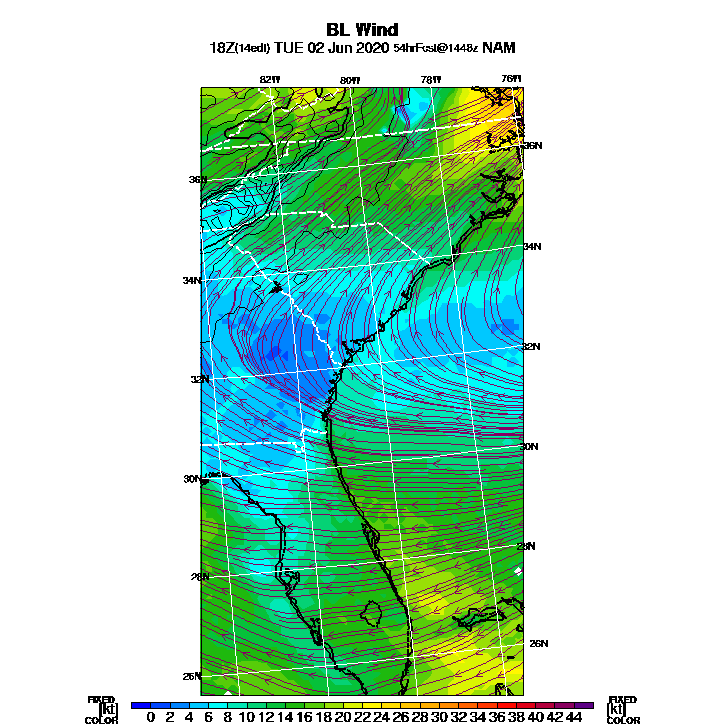 BL Wind
18Z(14edt) TUE 02 Jun 2020 54hrFcst@1448z NAM
82W 80W 78W 76W
36N
36N
34N
34N
32N
32N
30N
30N
28N
28N
26N
26N
FIXED FIXED
[kt] 0 2 4 6 8 10 12 14 16 18 20 22 24 26 28 30 32 34 36 38 40 42 44 [kt]
COLOR COLOR